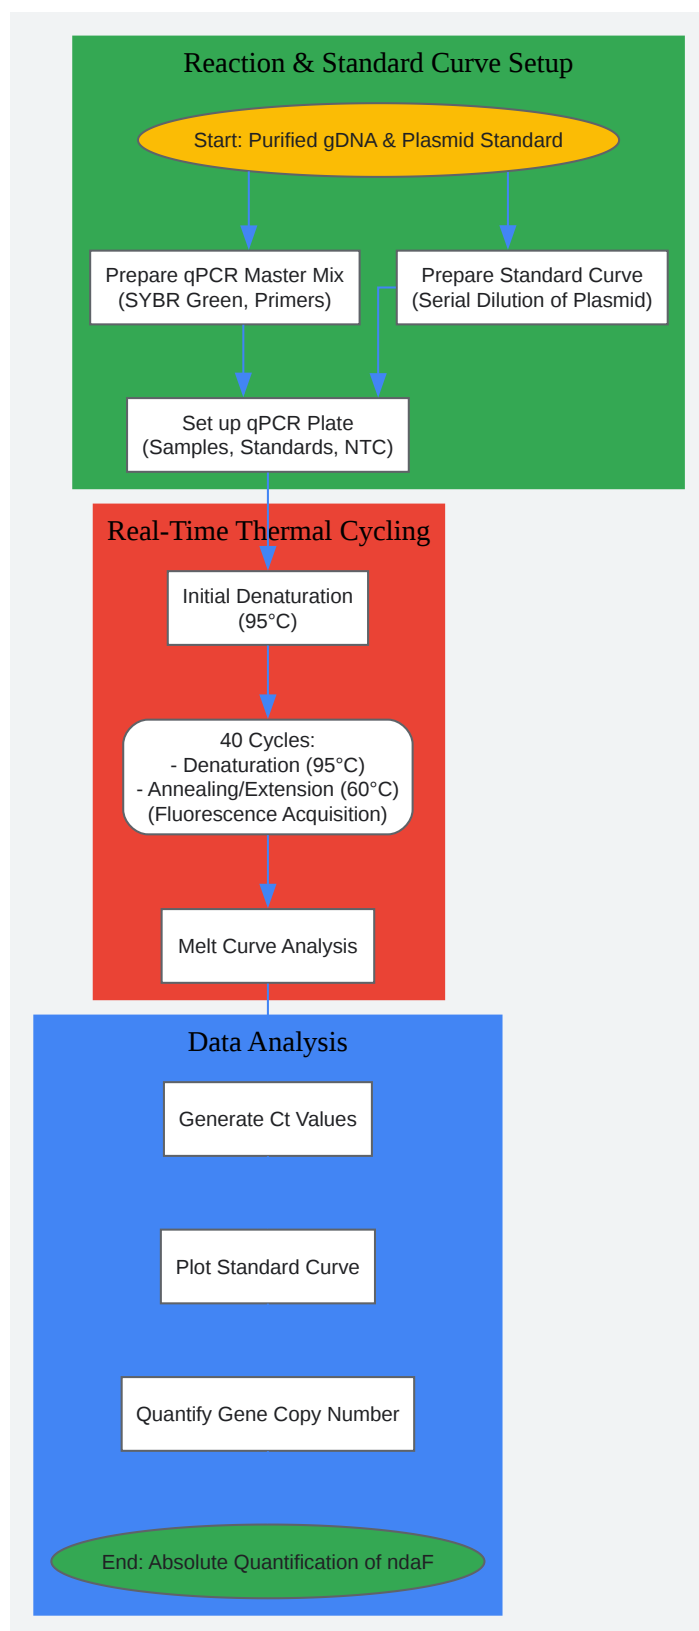 Reaction & Standard Curve Setup
Start: Purified gDNA & Plasmid Standard
Prepare qPCR Master Mix
(SYBR Green, Primers)
Prepare Standard Curve
(Serial Dilution of Plasmid)
Set up qPCR Plate
(Samples, Standards, NTC)
Real-Time Thermal Cycling
Initial Denaturation
(95°C)
40 Cycles:
- Denaturation (95°C)
- Annealing/Extension (60°C)
(Fluorescence Acquisition)
Melt Curve Analysis
Data Analysis
Generate Ct Values
Plot Standard Curve
Quantify Gene Copy Number
End: Absolute Quantification of ndaF